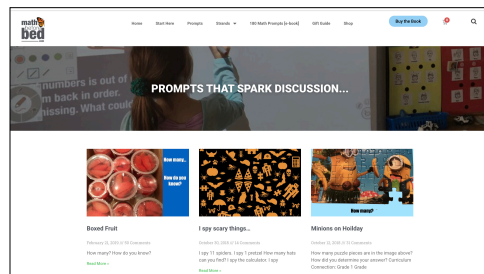 math
before
bed
Home
Start Here
Prompts
Strands
180 Math Prompts [e-book]
Gift Guide
Shop
Buy the Book
numbers is out of
m back in order.
nissing. What could
PROMPTS THAT SPARK DISCUSSION...
How many...
How do you
know?
How many?
Boxed Fruit
I spy scary things...
Minions on Holiday
How many? How do you know?
Read More »
I spy 11 spiders. I spy 1 pretzel How many hats
can you find? I spy the calculator. I spy
Read More »
How many puzzle pieces are in the image above?
How did you determine your answer? Curriculum
Connection: Grade 1 Grade